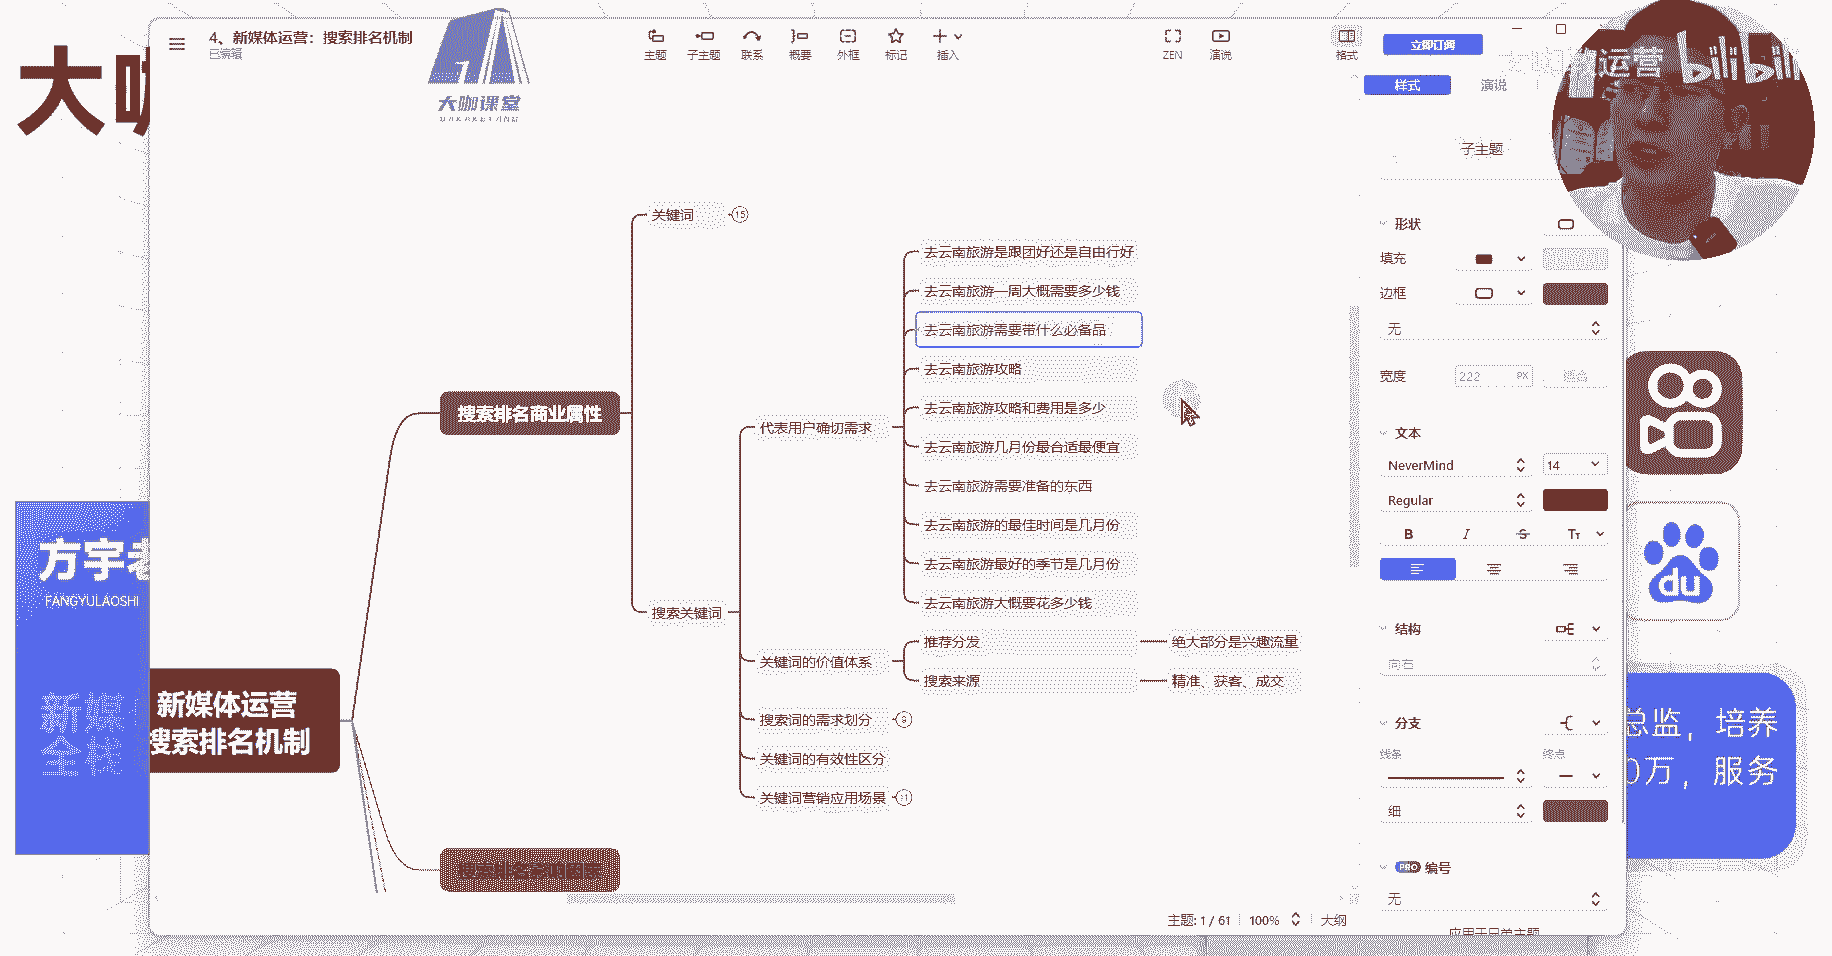 4、新媒体运营：搜索排名机制
已编辑
大咖课堂
主题
子主题
联系
概要
外框
标记
插入
ZEN
演说
格式
立即订阅
运营
bilibili
样式
演说
子主题
大咖
关键词
15
去云南旅游是跟团好还是自由行好
去云南旅游一周大概需要多少钱
去云南旅游需要带什么必备品
去云南旅游攻略
去云南旅游攻略和费用是多少
去云南旅游几月份最合适最便宜
去云南旅游需要准备的东西
去云南旅游的最佳时间是几月份
去云南旅游最好的季节是几月份
去云南旅游大概要花多少钱
搜索排名商业属性
代表用户确切需求
搜索关键词
关键词的价值体系
推荐分发
绝大部分是兴趣流量
搜索来源
精准、获客、成交
搜索词的需求划分
9
关键词的有效性区分
关键词营销应用场景
11
新媒体运营
搜索排名机制
方宇老
FANGYULAOSHI
新媒
全栈
形状
填充
边框
无
宽度
222
PX
适合
文本
NeverMind
14
Regular
B
I
S
Tт
结构
向右
分支
线条
终点
细
PRO
编号
无
du
总监，培养
0万，服务
主题: 1 / 61
100%
大纲
应用于兄弟主题